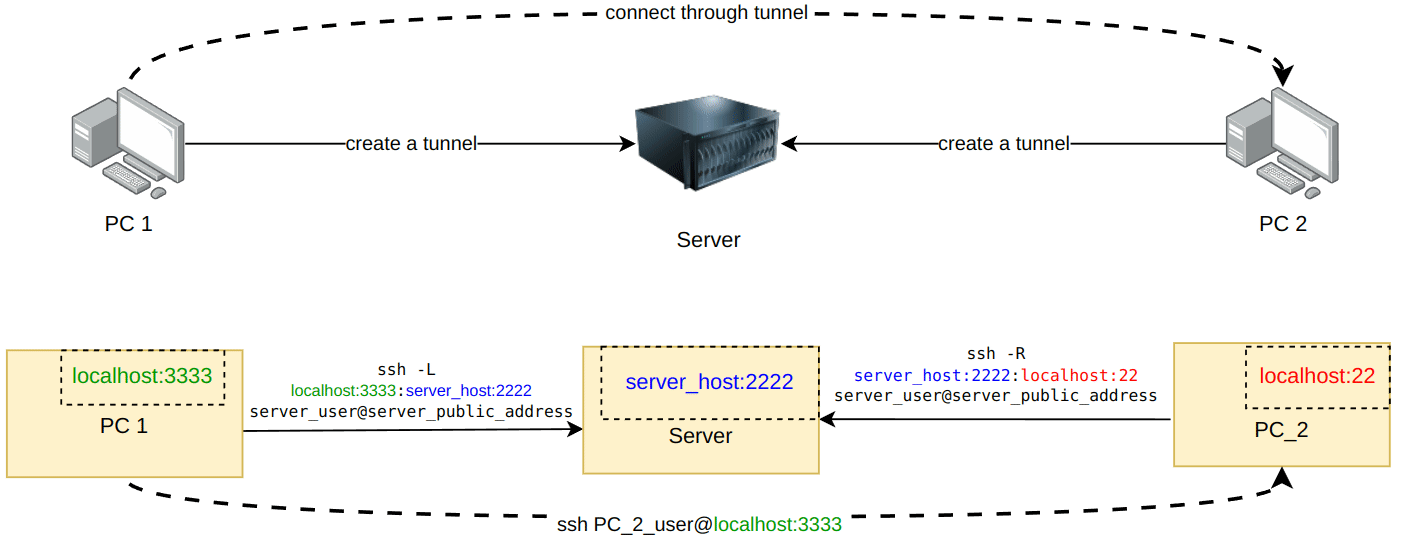 connect through tunnel
create a tunnel
create a tunnel
PC 1
Server
PC 2
localhost:3333
PC 1
ssh -L
localhost:3333:server_host:2222
server_user@server_public_address
server_host:2222
Server
ssh -R
server_host:2222:localhost:22
server_user@server_public_address
localhost:22
PC_2
ssh PC_2_user@localhost:3333